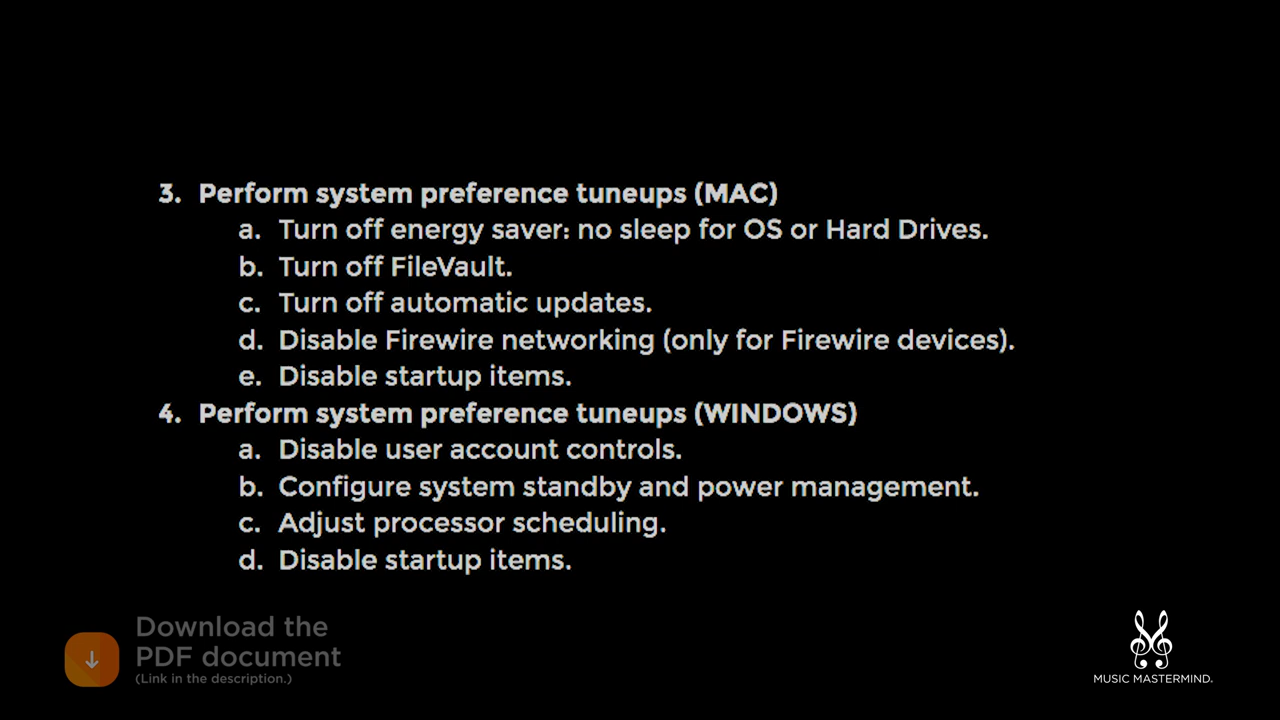 3. Perform system preference tuneups (MAC)
a. Turn off energy saver: no sleep for OS or Hard Drives.
b. Turn off FileVault.
c. Turn off automatic updates.
d. Disable Firewire networking (only for Firewire devices).
e. Disable startup items.
4. Perform system preference tuneups (WINDOWS)
a. Disable user account controls.
b. Configure system standby and power management.
c. Adjust processor scheduling.
d. Disable startup items.
Download the
PDF document
(Link in the description.)
MUSIC MASTERMIND.